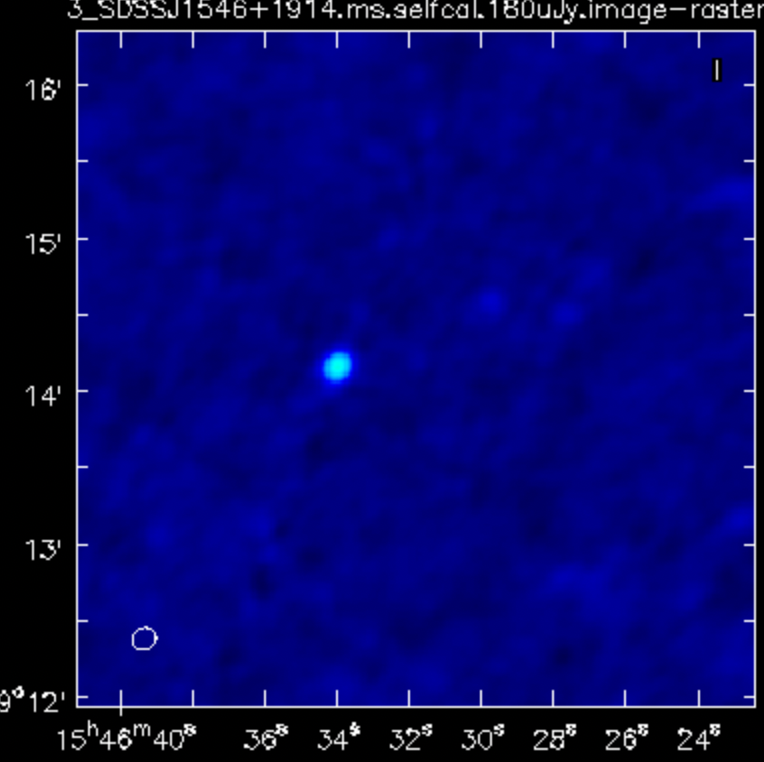 3_SDSSJ1546+1914.ms.selfcal.180uJy.image-raster
I
16'
15'
14'
13'
9°12'
15ʰ46ᵐ40ˢ 36ˢ 34ˢ 32ˢ 30ˢ 28ˢ 26ˢ 24ˢ